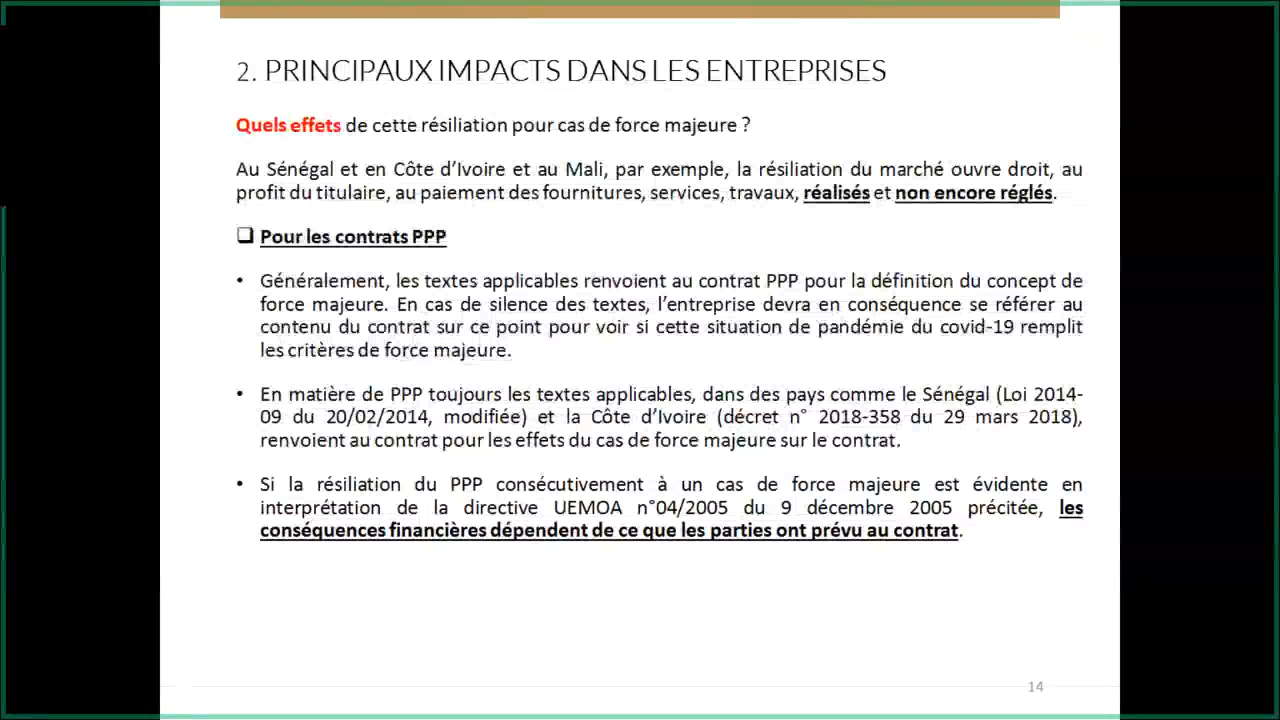 2. PRINCIPAUX IMPACTS DANS LES ENTREPRISES
Quels effets de cette résiliation pour cas de force majeure ?
Au Sénégal et en Côte d'Ivoire et au Mali, par exemple, la résiliation du marché ouvre droit, au
profit du titulaire, au paiement des fournitures, services, travaux, réalisés et non encore réglés.
❑ Pour les contrats PPP
• Généralement, les textes applicables renvoient au contrat PPP pour la définition du concept de
force majeure. En cas de silence des textes, l'entreprise devra en conséquence se référer au
contenu du contrat sur ce point pour voir si cette situation de pandémie du covid-19 remplit
les critères de force majeure.
• En matière de PPP toujours les textes applicables, dans des pays comme le Sénégal (Loi 2014-
09 du 20/02/2014, modifiée) et la Côte d'Ivoire (décret n° 2018-358 du 29 mars 2018),
renvoient au contrat pour les effets du cas de force majeure sur le contrat.
• Si la résiliation du PPP consécutivement à un cas de force majeure est évidente en
interprétation de la directive UEMOA n°04/2005 du 9 décembre 2005 précitée, les
conséquences financières dépendent de ce que les parties ont prévu au contrat.
14